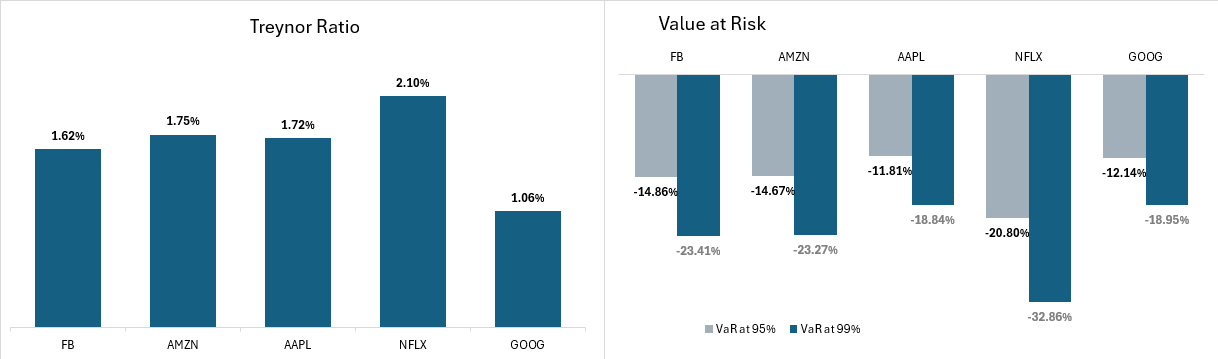 Treynor Ratio
2.10%
1.75%
1.72%
1.62%
1.06%
FB AMZN AAPL NFLX GOOG
Value at Risk
FB AMZN AAPL NFLX GOOG
-11.81%
-12.14%
-14.86% -14.67%
-18.84% -18.95%
-20.80%
-23.41% -23.27%
-32.86%
VaR at 95% VaR at 99%